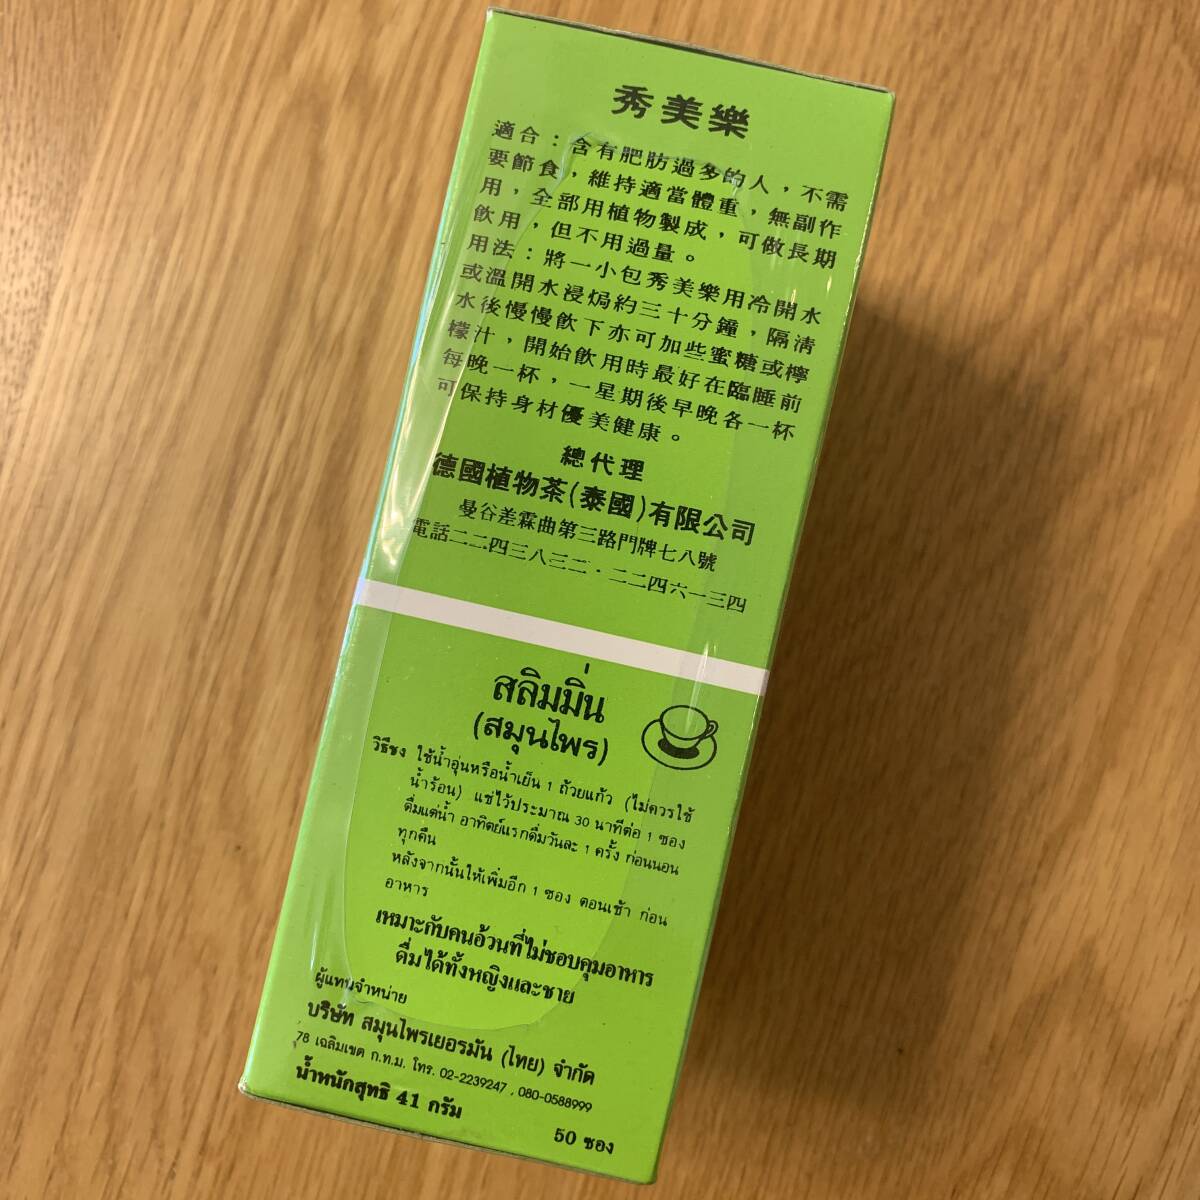 秀美樂
適合：含有肥肪過多的人，不需
要節食，維持適當體重，無副作
用，全部用植物製成，可做長期
飲用，但不用過量。
用法：將一小包秀美樂用冷開水
或溫開水浸焗約三十分鐘，隔清
水後慢慢飲下亦可加些蜜糖或檸
檬汁，開始飲用時最好在臨睡前
每晚一杯，一星期後早晚各一杯
可保持身材優美健康。
總代理
德國植物茶(泰國)有限公司
曼谷差霖曲第三路門牌七八號
電話二二四三八三二・二二四六一三四
สลิมมิ่น
(สมุนไพร)
วิธีชง ใช้น้ำอุ่นหรือน้ำเย็น 1 ถ้วยแก้ว (ไม่ควรใช้
น้ำร้อน) แช่ไว้ประมาณ 30 นาทีต่อ 1 ซอง
ดื่มแต่น้ำ อาทิตย์แรกดื่มวันละ 1 ครั้ง ก่อนนอน
ทุกคืน
หลังจากนั้นให้เพิ่มอีก 1 ซอง ตอนเช้า ก่อน
อาหาร
เหมาะกับคนอ้วนที่ไม่ชอบคุมอาหาร
ดื่มได้ทั้งหญิงและชาย
ผู้แทนจำหน่าย
บริษัท สมุนไพรเยอรมัน (ไทย) จำกัด
78 เฉลิมเขต ก.ท.ม. โทร. 02-2239247 , 080-0588999
น้ำหนักสุทธิ 41 กรัม
50 ซอง